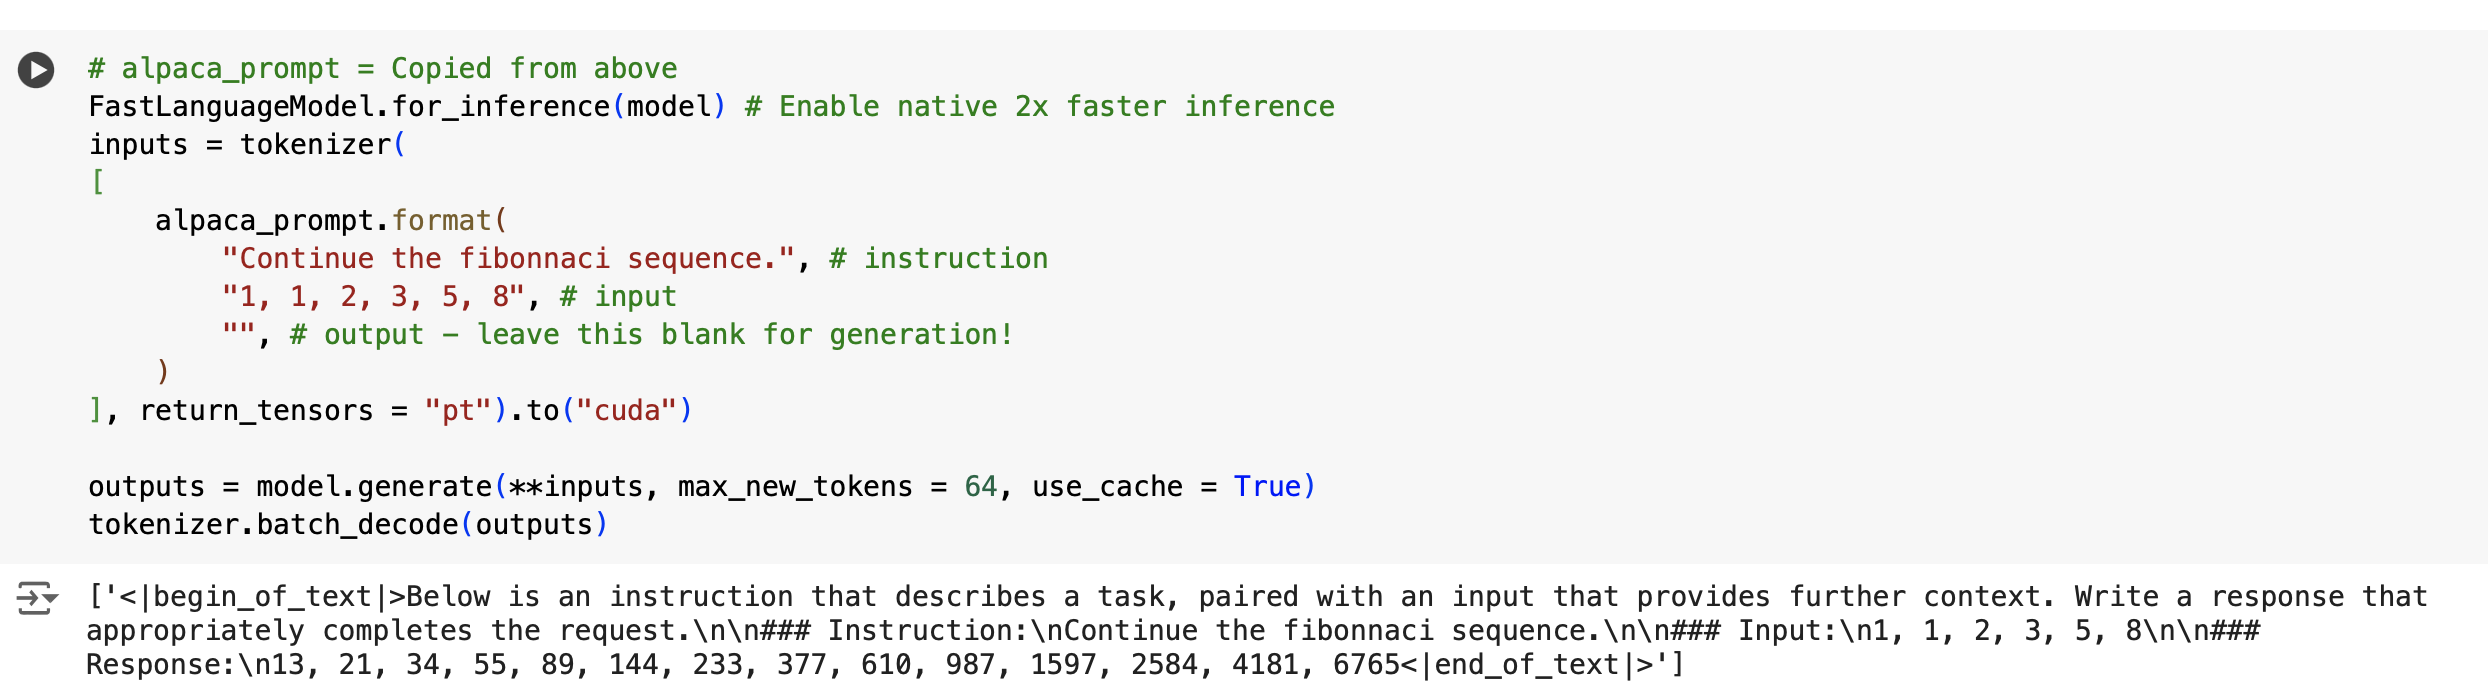 # alpaca_prompt = Copied from above
FastLanguageModel.for_inference(model) # Enable native 2x faster inference
inputs = tokenizer(
[
    alpaca_prompt.format(
        "Continue the fibonnaci sequence.", # instruction
        "1, 1, 2, 3, 5, 8", # input
        "", # output - leave this blank for generation!
    )
], return_tensors = "pt").to("cuda")

outputs = model.generate(**inputs, max_new_tokens = 64, use_cache = True)
tokenizer.batch_decode(outputs)
['<|begin_of_text|>Below is an instruction that describes a task, paired with an input that provides further context. Write a response that
appropriately completes the request.\n\n### Instruction:\nContinue the fibonnaci sequence.\n\n### Input:\n1, 1, 2, 3, 5, 8\n\n###
Response:\n13, 21, 34, 55, 89, 144, 233, 377, 610, 987, 1597, 2584, 4181, 6765<|end_of_text|>']